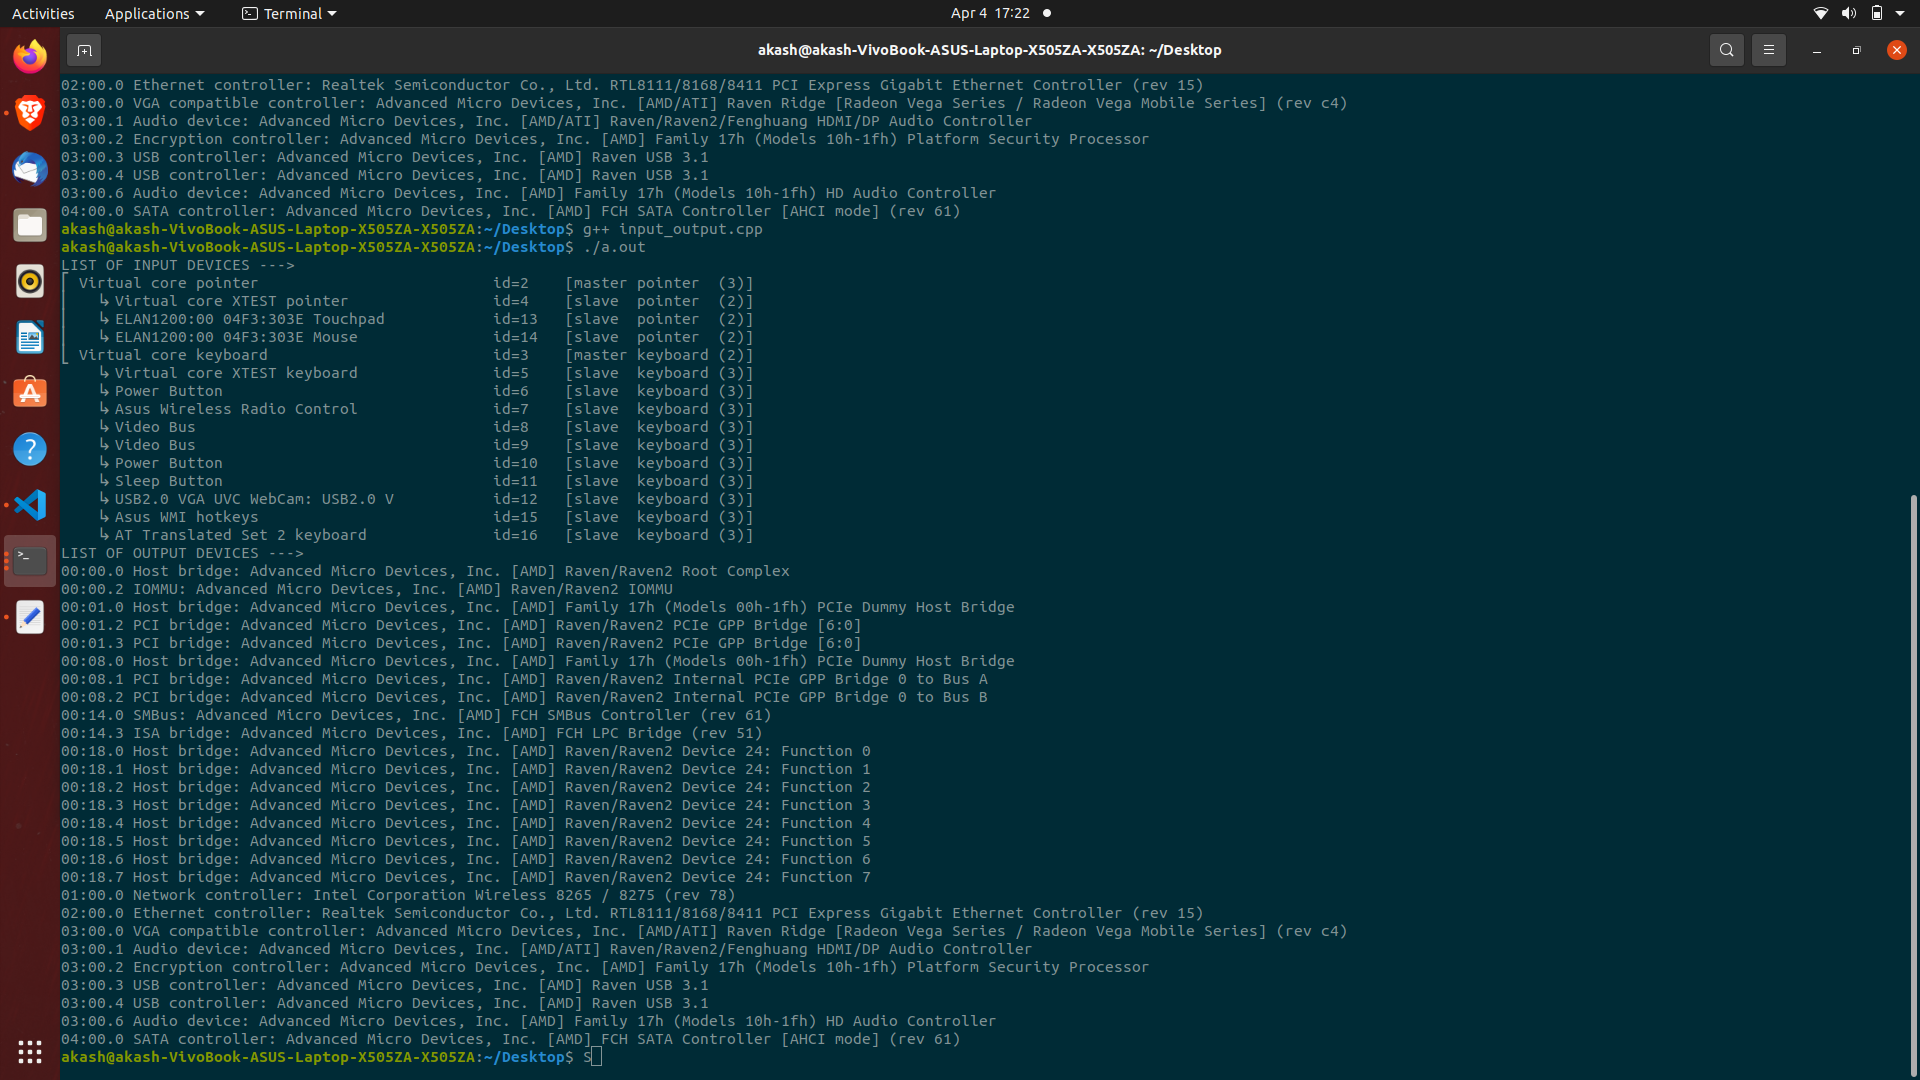 Activities Applications Terminal Apr 4 17:22
akash@akash-VivoBook-ASUS-Laptop-X505ZA-X505ZA: ~/Desktop
02:00.0 Ethernet controller: Realtek Semiconductor Co., Ltd. RTL8111/8168/8411 PCI Express Gigabit Ethernet Controller (rev 15)
03:00.0 VGA compatible controller: Advanced Micro Devices, Inc. [AMD/ATI] Raven Ridge [Radeon Vega Series / Radeon Vega Mobile Series] (rev c4)
03:00.1 Audio device: Advanced Micro Devices, Inc. [AMD/ATI] Raven/Raven2/Fenghuang HDMI/DP Audio Controller
03:00.2 Encryption controller: Advanced Micro Devices, Inc. [AMD] Family 17h (Models 10h-1fh) Platform Security Processor
03:00.3 USB controller: Advanced Micro Devices, Inc. [AMD] Raven USB 3.1
03:00.4 USB controller: Advanced Micro Devices, Inc. [AMD] Raven USB 3.1
03:00.6 Audio device: Advanced Micro Devices, Inc. [AMD] Family 17h (Models 10h-1fh) HD Audio Controller
04:00.0 SATA controller: Advanced Micro Devices, Inc. [AMD] FCH SATA Controller [AHCI mode] (rev 61)
akash@akash-VivoBook-ASUS-Laptop-X505ZA-X505ZA:~/Desktop$ g++ input_output.cpp
akash@akash-VivoBook-ASUS-Laptop-X505ZA-X505ZA:~/Desktop$ ./a.out
LIST OF INPUT DEVICES --->
⎡ Virtual core pointer id=2 [master pointer (3)]
⎜ ↳ Virtual core XTEST pointer id=4 [slave pointer (2)]
⎜ ↳ ELAN1200:00 04F3:303E Touchpad id=13 [slave pointer (2)]
⎜ ↳ ELAN1200:00 04F3:303E Mouse id=14 [slave pointer (2)]
⎣ Virtual core keyboard id=3 [master keyboard (2)]
↳ Virtual core XTEST keyboard id=5 [slave keyboard (3)]
↳ Power Button id=6 [slave keyboard (3)]
↳ Asus Wireless Radio Control id=7 [slave keyboard (3)]
↳ Video Bus id=8 [slave keyboard (3)]
↳ Video Bus id=9 [slave keyboard (3)]
↳ Power Button id=10 [slave keyboard (3)]
↳ Sleep Button id=11 [slave keyboard (3)]
↳ USB2.0 VGA UVC WebCam: USB2.0 V id=12 [slave keyboard (3)]
↳ Asus WMI hotkeys id=15 [slave keyboard (3)]
↳ AT Translated Set 2 keyboard id=16 [slave keyboard (3)]
LIST OF OUTPUT DEVICES --->
00:00.0 Host bridge: Advanced Micro Devices, Inc. [AMD] Raven/Raven2 Root Complex
00:00.2 IOMMU: Advanced Micro Devices, Inc. [AMD] Raven/Raven2 IOMMU
00:01.0 Host bridge: Advanced Micro Devices, Inc. [AMD] Family 17h (Models 00h-1fh) PCIe Dummy Host Bridge
00:01.2 PCI bridge: Advanced Micro Devices, Inc. [AMD] Raven/Raven2 PCIe GPP Bridge [6:0]
00:01.3 PCI bridge: Advanced Micro Devices, Inc. [AMD] Raven/Raven2 PCIe GPP Bridge [6:0]
00:08.0 Host bridge: Advanced Micro Devices, Inc. [AMD] Family 17h (Models 00h-1fh) PCIe Dummy Host Bridge
00:08.1 PCI bridge: Advanced Micro Devices, Inc. [AMD] Raven/Raven2 Internal PCIe GPP Bridge 0 to Bus A
00:08.2 PCI bridge: Advanced Micro Devices, Inc. [AMD] Raven/Raven2 Internal PCIe GPP Bridge 0 to Bus B
00:14.0 SMBus: Advanced Micro Devices, Inc. [AMD] FCH SMBus Controller (rev 61)
00:14.3 ISA bridge: Advanced Micro Devices, Inc. [AMD] FCH LPC Bridge (rev 51)
00:18.0 Host bridge: Advanced Micro Devices, Inc. [AMD] Raven/Raven2 Device 24: Function 0
00:18.1 Host bridge: Advanced Micro Devices, Inc. [AMD] Raven/Raven2 Device 24: Function 1
00:18.2 Host bridge: Advanced Micro Devices, Inc. [AMD] Raven/Raven2 Device 24: Function 2
00:18.3 Host bridge: Advanced Micro Devices, Inc. [AMD] Raven/Raven2 Device 24: Function 3
00:18.4 Host bridge: Advanced Micro Devices, Inc. [AMD] Raven/Raven2 Device 24: Function 4
00:18.5 Host bridge: Advanced Micro Devices, Inc. [AMD] Raven/Raven2 Device 24: Function 5
00:18.6 Host bridge: Advanced Micro Devices, Inc. [AMD] Raven/Raven2 Device 24: Function 6
00:18.7 Host bridge: Advanced Micro Devices, Inc. [AMD] Raven/Raven2 Device 24: Function 7
01:00.0 Network controller: Intel Corporation Wireless 8265 / 8275 (rev 78)
02:00.0 Ethernet controller: Realtek Semiconductor Co., Ltd. RTL8111/8168/8411 PCI Express Gigabit Ethernet Controller (rev 15)
03:00.0 VGA compatible controller: Advanced Micro Devices, Inc. [AMD/ATI] Raven Ridge [Radeon Vega Series / Radeon Vega Mobile Series] (rev c4)
03:00.1 Audio device: Advanced Micro Devices, Inc. [AMD/ATI] Raven/Raven2/Fenghuang HDMI/DP Audio Controller
03:00.2 Encryption controller: Advanced Micro Devices, Inc. [AMD] Family 17h (Models 10h-1fh) Platform Security Processor
03:00.3 USB controller: Advanced Micro Devices, Inc. [AMD] Raven USB 3.1
03:00.4 USB controller: Advanced Micro Devices, Inc. [AMD] Raven USB 3.1
03:00.6 Audio device: Advanced Micro Devices, Inc. [AMD] Family 17h (Models 10h-1fh) HD Audio Controller
04:00.0 SATA controller: Advanced Micro Devices, Inc. [AMD] FCH SATA Controller [AHCI mode] (rev 61)
akash@akash-VivoBook-ASUS-Laptop-X505ZA-X505ZA:~/Desktop$ S